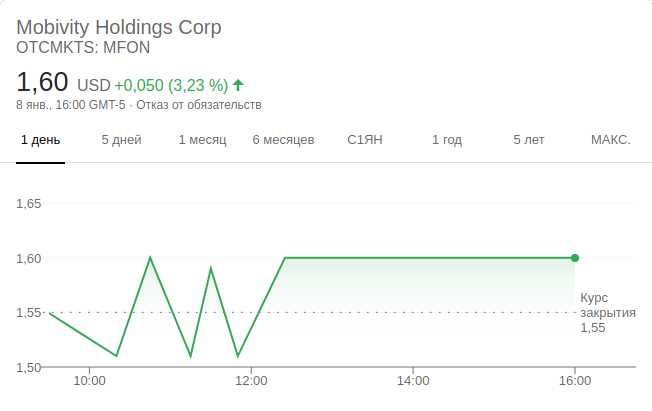 Mobivity Holdings Corp
OTCMKTS: MFON
1,60 USD +0,050 (3,23 %)
8 янв., 16:00 GMT-5 · Отказ от обязательств
1 день 5 дней 1 месяц 6 месяцев С1ЯН 1 год 5 лет МАКС.
1,65
1,60
1,55
1,50
Курс
закрытия
1,55
10:00 12:00 14:00 16:00